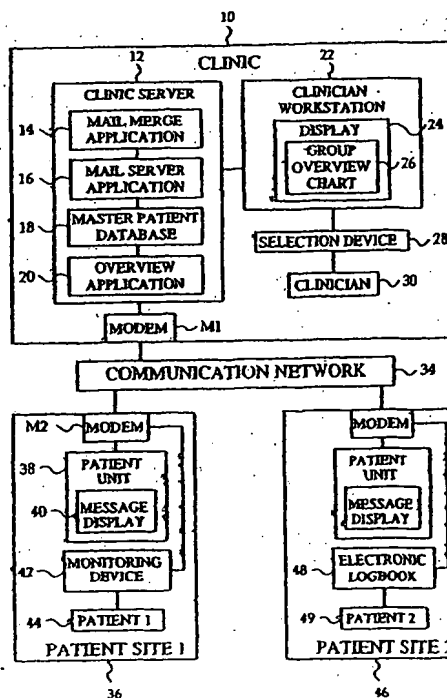 10
CLINIC
12
CLINIC SERVER
14
MAIL MERGE
APPLICATION
16
MAIL SERVER
APPLICATION
18
MASTER PATIENT
DATABASE
20
OVERVIEW
APPLICATION
MODEM
M1
22
CLINICIAN
WORKSTATION
DISPLAY
24
GROUP
OVERVIEW
CHART
26
SELECTION DEVICE
28
CLINICIAN
30
COMMUNICATION NETWORK
34
M2
MODEM
38
PATIENT
UNIT
40
MESSAGE
DISPLAY
42
MONITORING
DEVICE
44
PATIENT 1
PATIENT SITE 1
36
MODEM
PATIENT
UNIT
MESSAGE
DISPLAY
48
ELECTRONIC
LOGBOOK
49
PATIENT 2
PATIENT SITE
46